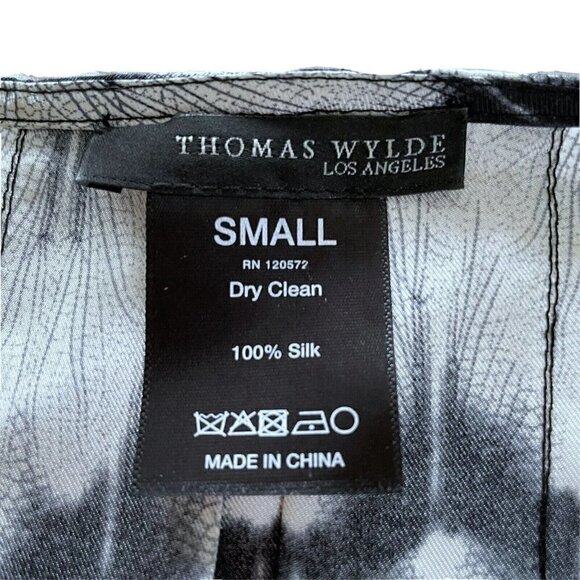 THOMAS WYLDE
LOS ANGELES
SMALL
RN 120572
Dry Clean
100% Silk
MADE IN CHINA